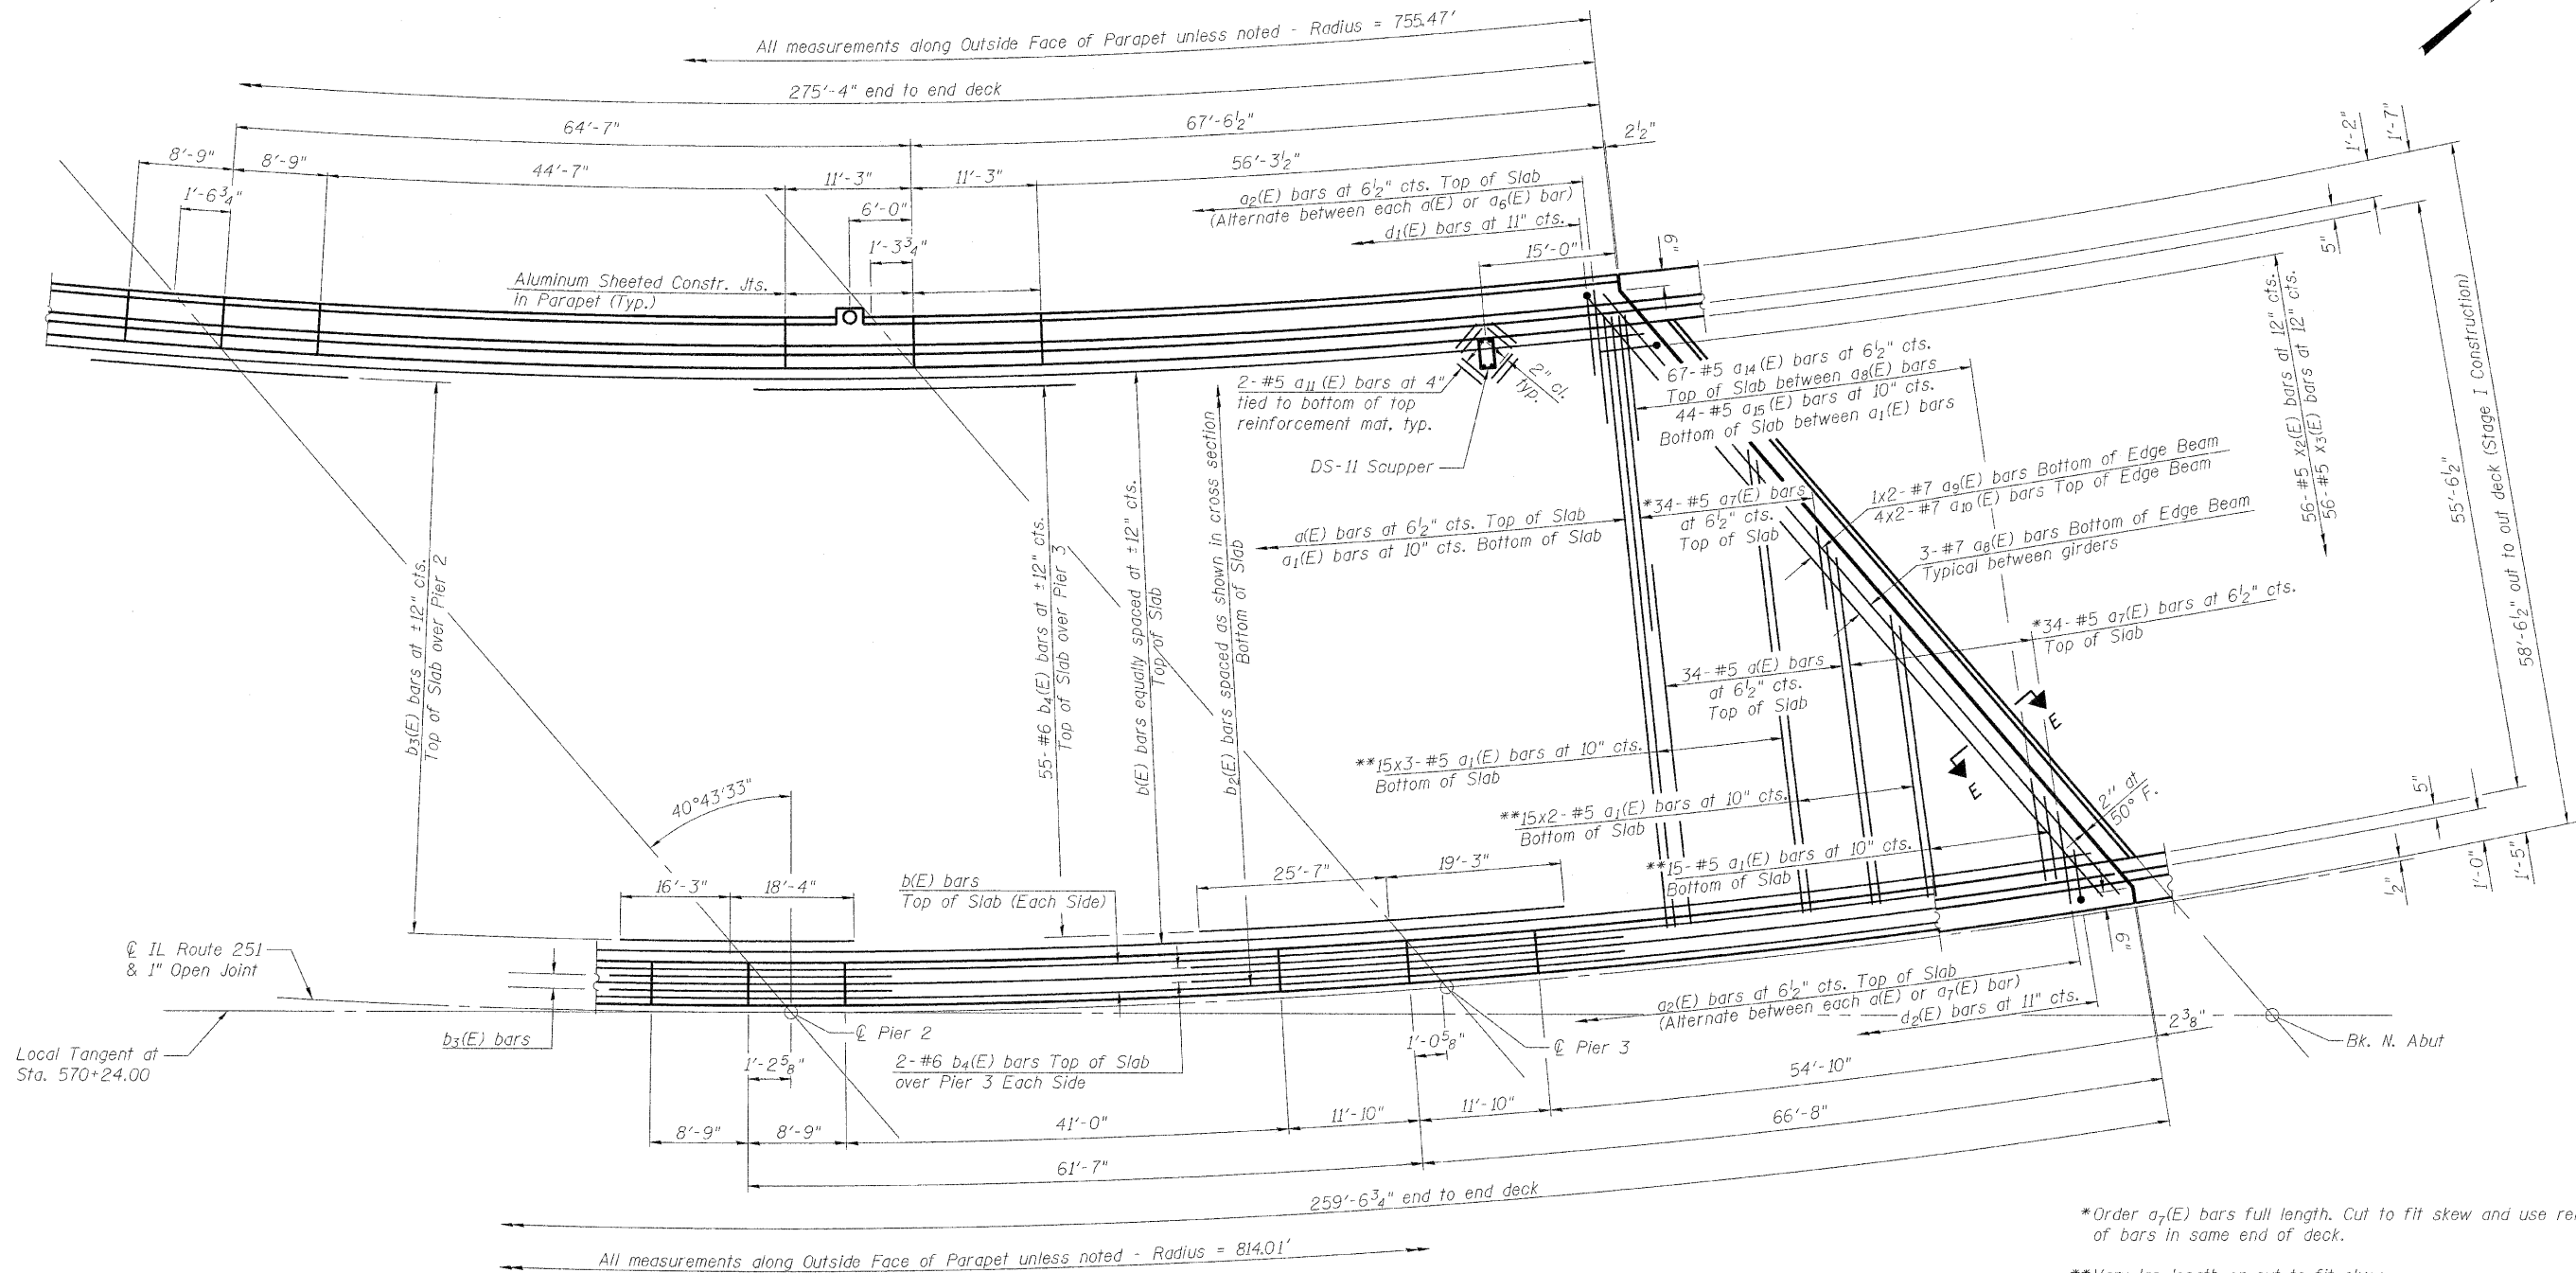 All measurements along Outside Face of Parapet unless noted - Radius = 755.47'
275'-4" end to end deck
64'-7"
67'-6½"
2½"
8'-9"
8'-9"
44'-7"
11'-3"
11'-3"
56'-3½"
1'-6¾"
6'-0"
1'-3¾"
a2(E) bars at 6½" cts. Top of Slab
(Alternate between each a(E) or a6(E) bar)
d1(E) bars at 11" cts.
15'-0"
6"
1'-2"
1'-7"
5"
Aluminum Sheeted Constr. Jts.
in Parapet (Typ.)
2-#5 a11(E) bars at 4"
tied to bottom of top
reinforcement mat, typ.
2" cl.
typ.
DS-11 Scupper
67-#5 a14(E) bars at 6½" cts.
Top of Slab between a8(E) bars
44-#5 a15(E) bars at 10" cts.
Bottom of Slab between a1(E) bars
56-#5 x2(E) bars at 12" cts.
56-#5 x3(E) bars at 12" cts.
55'-6½"
58'-6½" out to out deck (Stage I Construction)
1x2-#7 a9(E) bars Bottom of Edge Beam
4x2-#7 a10(E) bars Top of Edge Beam
3-#7 a8(E) bars Bottom of Edge Beam
Typical between girders
*34-#5 a7(E) bars
at 6½" cts.
Top of Slab
a(E) bars at 6½" cts. Top of Slab
a1(E) bars at 10" cts. Bottom of Slab
*34-#5 a7(E) bars at 6½" cts.
Top of Slab
34-#5 a(E) bars
at 6½" cts.
Top of Slab
b3(E) bars at ±12" cts.
Top of Slab over Pier 2
55-#6 b4(E) bars at ±12" cts.
Top of Slab over Pier 3
b(E) bars equally spaced at ±12" cts.
Top of Slab
b2(E) bars spaced as shown in cross section
Bottom of Slab
**15x3-#5 a1(E) bars at 10" cts.
Bottom of Slab
**15x2-#5 a1(E) bars at 10" cts.
Bottom of Slab
**15-#5 a1(E) bars at 10" cts.
Bottom of Slab
E
E
2" at
50° F.
5"
½"
1'-0"
1'-5"
6"
40°43'33"
16'-3"
18'-4"
b(E) bars
Top of Slab (Each Side)
25'-7"
19'-3"
℄ IL Route 251
& 1" Open Joint
Local Tangent at
Sta. 570+24.00
b3(E) bars
℄ Pier 2
1'-2⅝"
2-#6 b4(E) bars Top of Slab
over Pier 3 Each Side
1'-0⅝"
℄ Pier 3
a2(E) bars at 6½" cts. Top of Slab
(Alternate between each a(E) or a7(E) bar)
d2(E) bars at 11" cts.
2⅜"
Bk. N. Abut
8'-9"
8'-9"
41'-0"
11'-10"
11'-10"
54'-10"
61'-7"
66'-8"
259'-6¾" end to end deck
All measurements along Outside Face of Parapet unless noted - Radius = 814.01'
*Order a7(E) bars full length. Cut to fit skew and use
of bars in same end of deck.